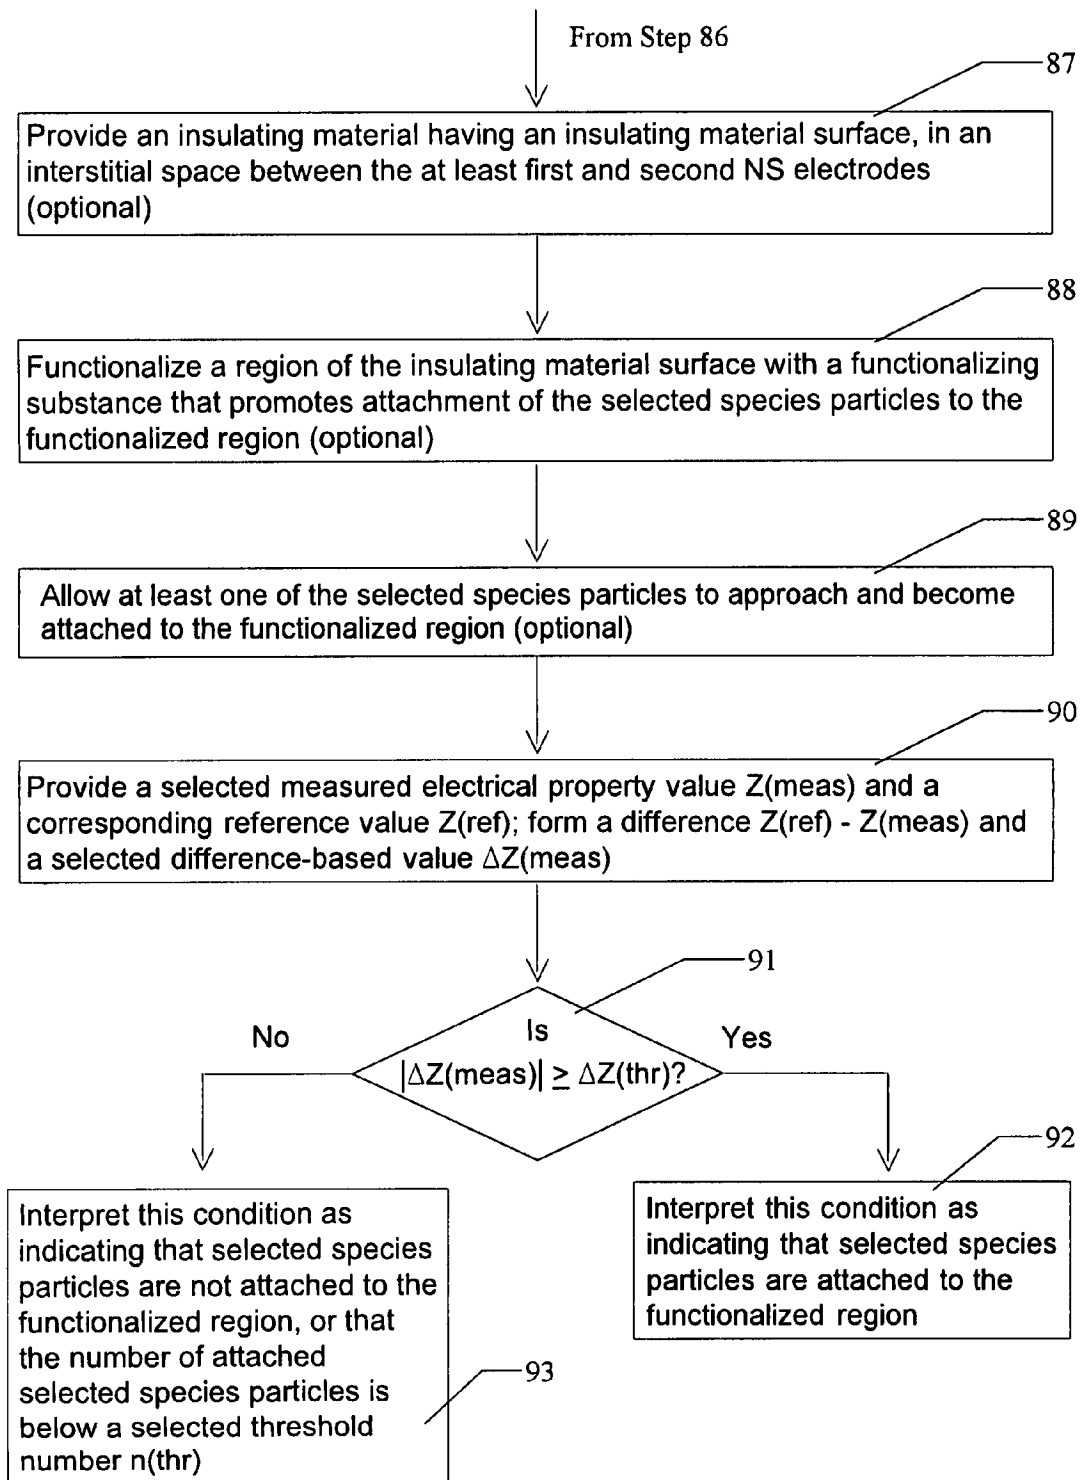 From Step 86
87
Provide an insulating material having an insulating material surface, in an
interstitial space between the at least first and second NS electrodes
(optional)
88
Functionalize a region of the insulating material surface with a functionalizing
substance that promotes attachment of the selected species particles to the
functionalized region (optional)
89
Allow at least one of the selected species particles to approach and become
attached to the functionalized region (optional)
90
Provide a selected measured electrical property value Z(meas) and a
corresponding reference value Z(ref); form a difference Z(ref) - Z(meas) and
a selected difference-based value ΔZ(meas)
91
No
Is
Yes
|ΔZ(meas)| ≥ ΔZ(thr)?
92
Interpret this condition as
indicating that selected species
particles are attached to the
functionalized region
Interpret this condition as
indicating that selected species
particles are not attached to the
functionalized region, or that
the number of attached
selected species particles is
below a selected threshold
number n(thr)
93